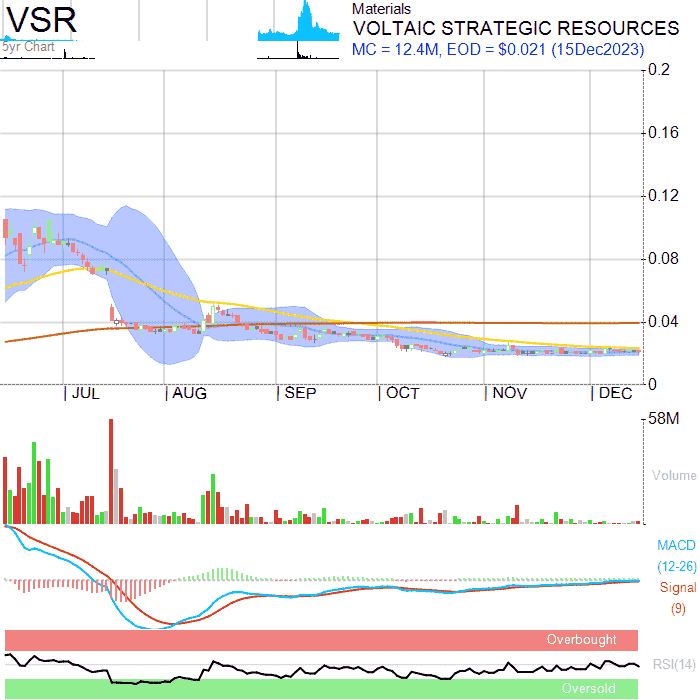 VSR
5yr Chart
Materials
VOLTAIC STRATEGIC RESOURCES
MC = 12.4M, EOD = $0.021 (15Dec2023)
0.2
0.16
0.12
0.08
0.04
0
JUL AUG SEP OCT NOV DEC
58M
Volume
MACD
(12-26)
Signal
(9)
Overbought
RSI(14)
Oversold